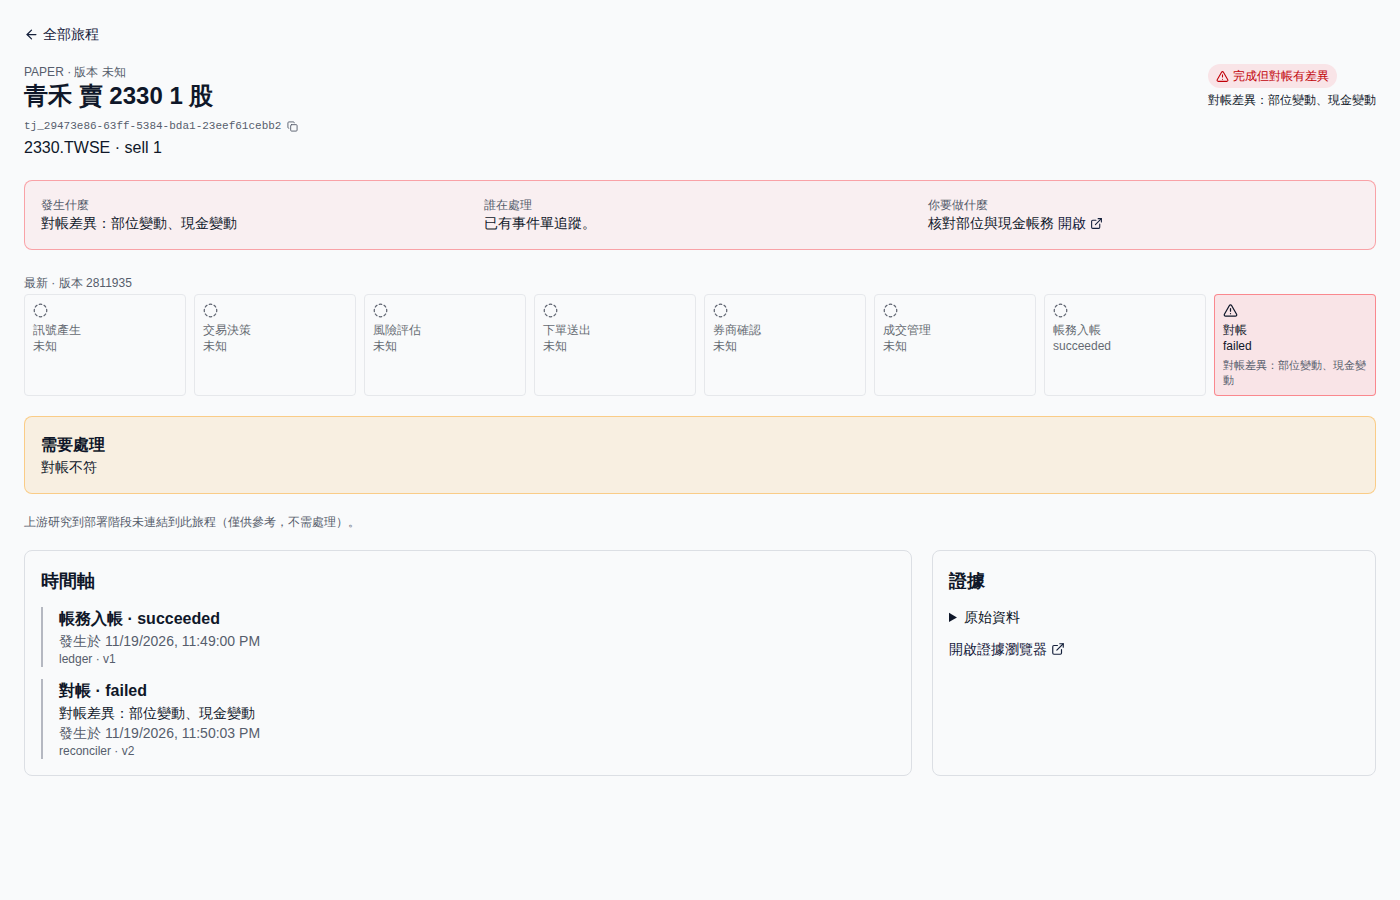 全部旅程
PAPER · 版本 未知
青禾 賣 2330 1 股
tj_29473e86-63ff-5384-bda1-23eef61cebb2
2330.TWSE · sell 1
完成但對帳有差異
對帳差異：部位變動、現金變動
發生什麼
對帳差異：部位變動、現金變動
誰在處理
已有事件單追蹤。
你要做什麼
核對部位與現金帳務 開啟
最新 · 版本 2811935
訊號產生
未知
交易決策
未知
風險評估
未知
下單送出
未知
券商確認
未知
成交管理
未知
帳務入帳
succeeded
對帳
failed
對帳差異：部位變動、現金變
動
需要處理
對帳不符
上游研究到部署階段未連結到此旅程（僅供參考，不需處理）。
時間軸
帳務入帳 · succeeded
發生於 11/19/2026, 11:49:00 PM
ledger · v1
對帳 · failed
對帳差異：部位變動、現金變動
發生於 11/19/2026, 11:50:03 PM
reconciler · v2
證據
原始資料
開啟證據瀏覽器